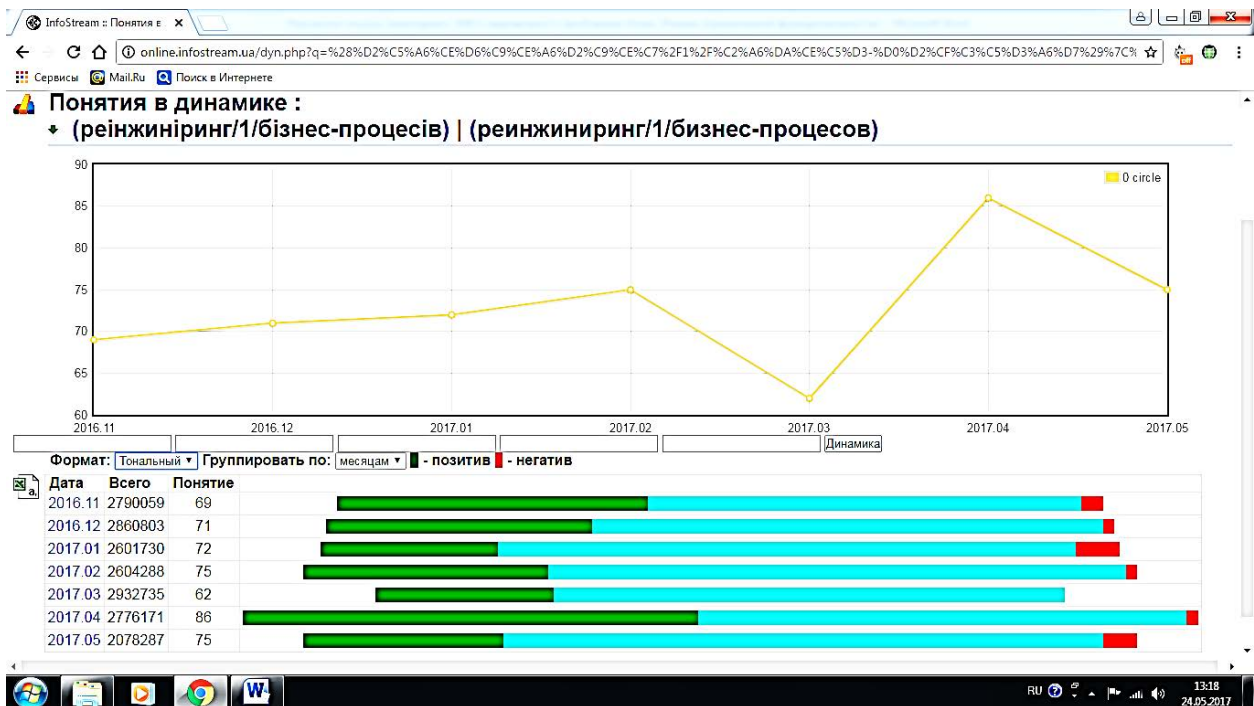 InfoStream :: Понятия в
online.infostream.ua/dyn.php?q=%28%D2%C5%A6%CE%D6%C9%CE%A6%D2%C9%CE%C7%2F1%2F%C2%A6%DA%CE%C5%D3-%D0%D2%CF%C3%C5%D3%A6%D7%29%7C%
Сервисы Mail.Ru Поиск в Интернете
Понятия в динамике :
(реінжиніринг/1/бізнес-процесів) | (реинжиниринг/1/бизнес-процесов)
90
0 circle
85
80
75
70
65
60
2016.11 2016.12 2017.01 2017.02 2017.03 2017.04 2017.05
Динамика
Формат: Тональный Группировать по: месяцам - позитив - негатив
Дата Всего Понятие
2016.11 2790059 69
2016.12 2860803 71
2017.01 2601730 72
2017.02 2604288 75
2017.03 2932735 62
2017.04 2776171 86
2017.05 2078287 75
RU 13:18
24.05.2017